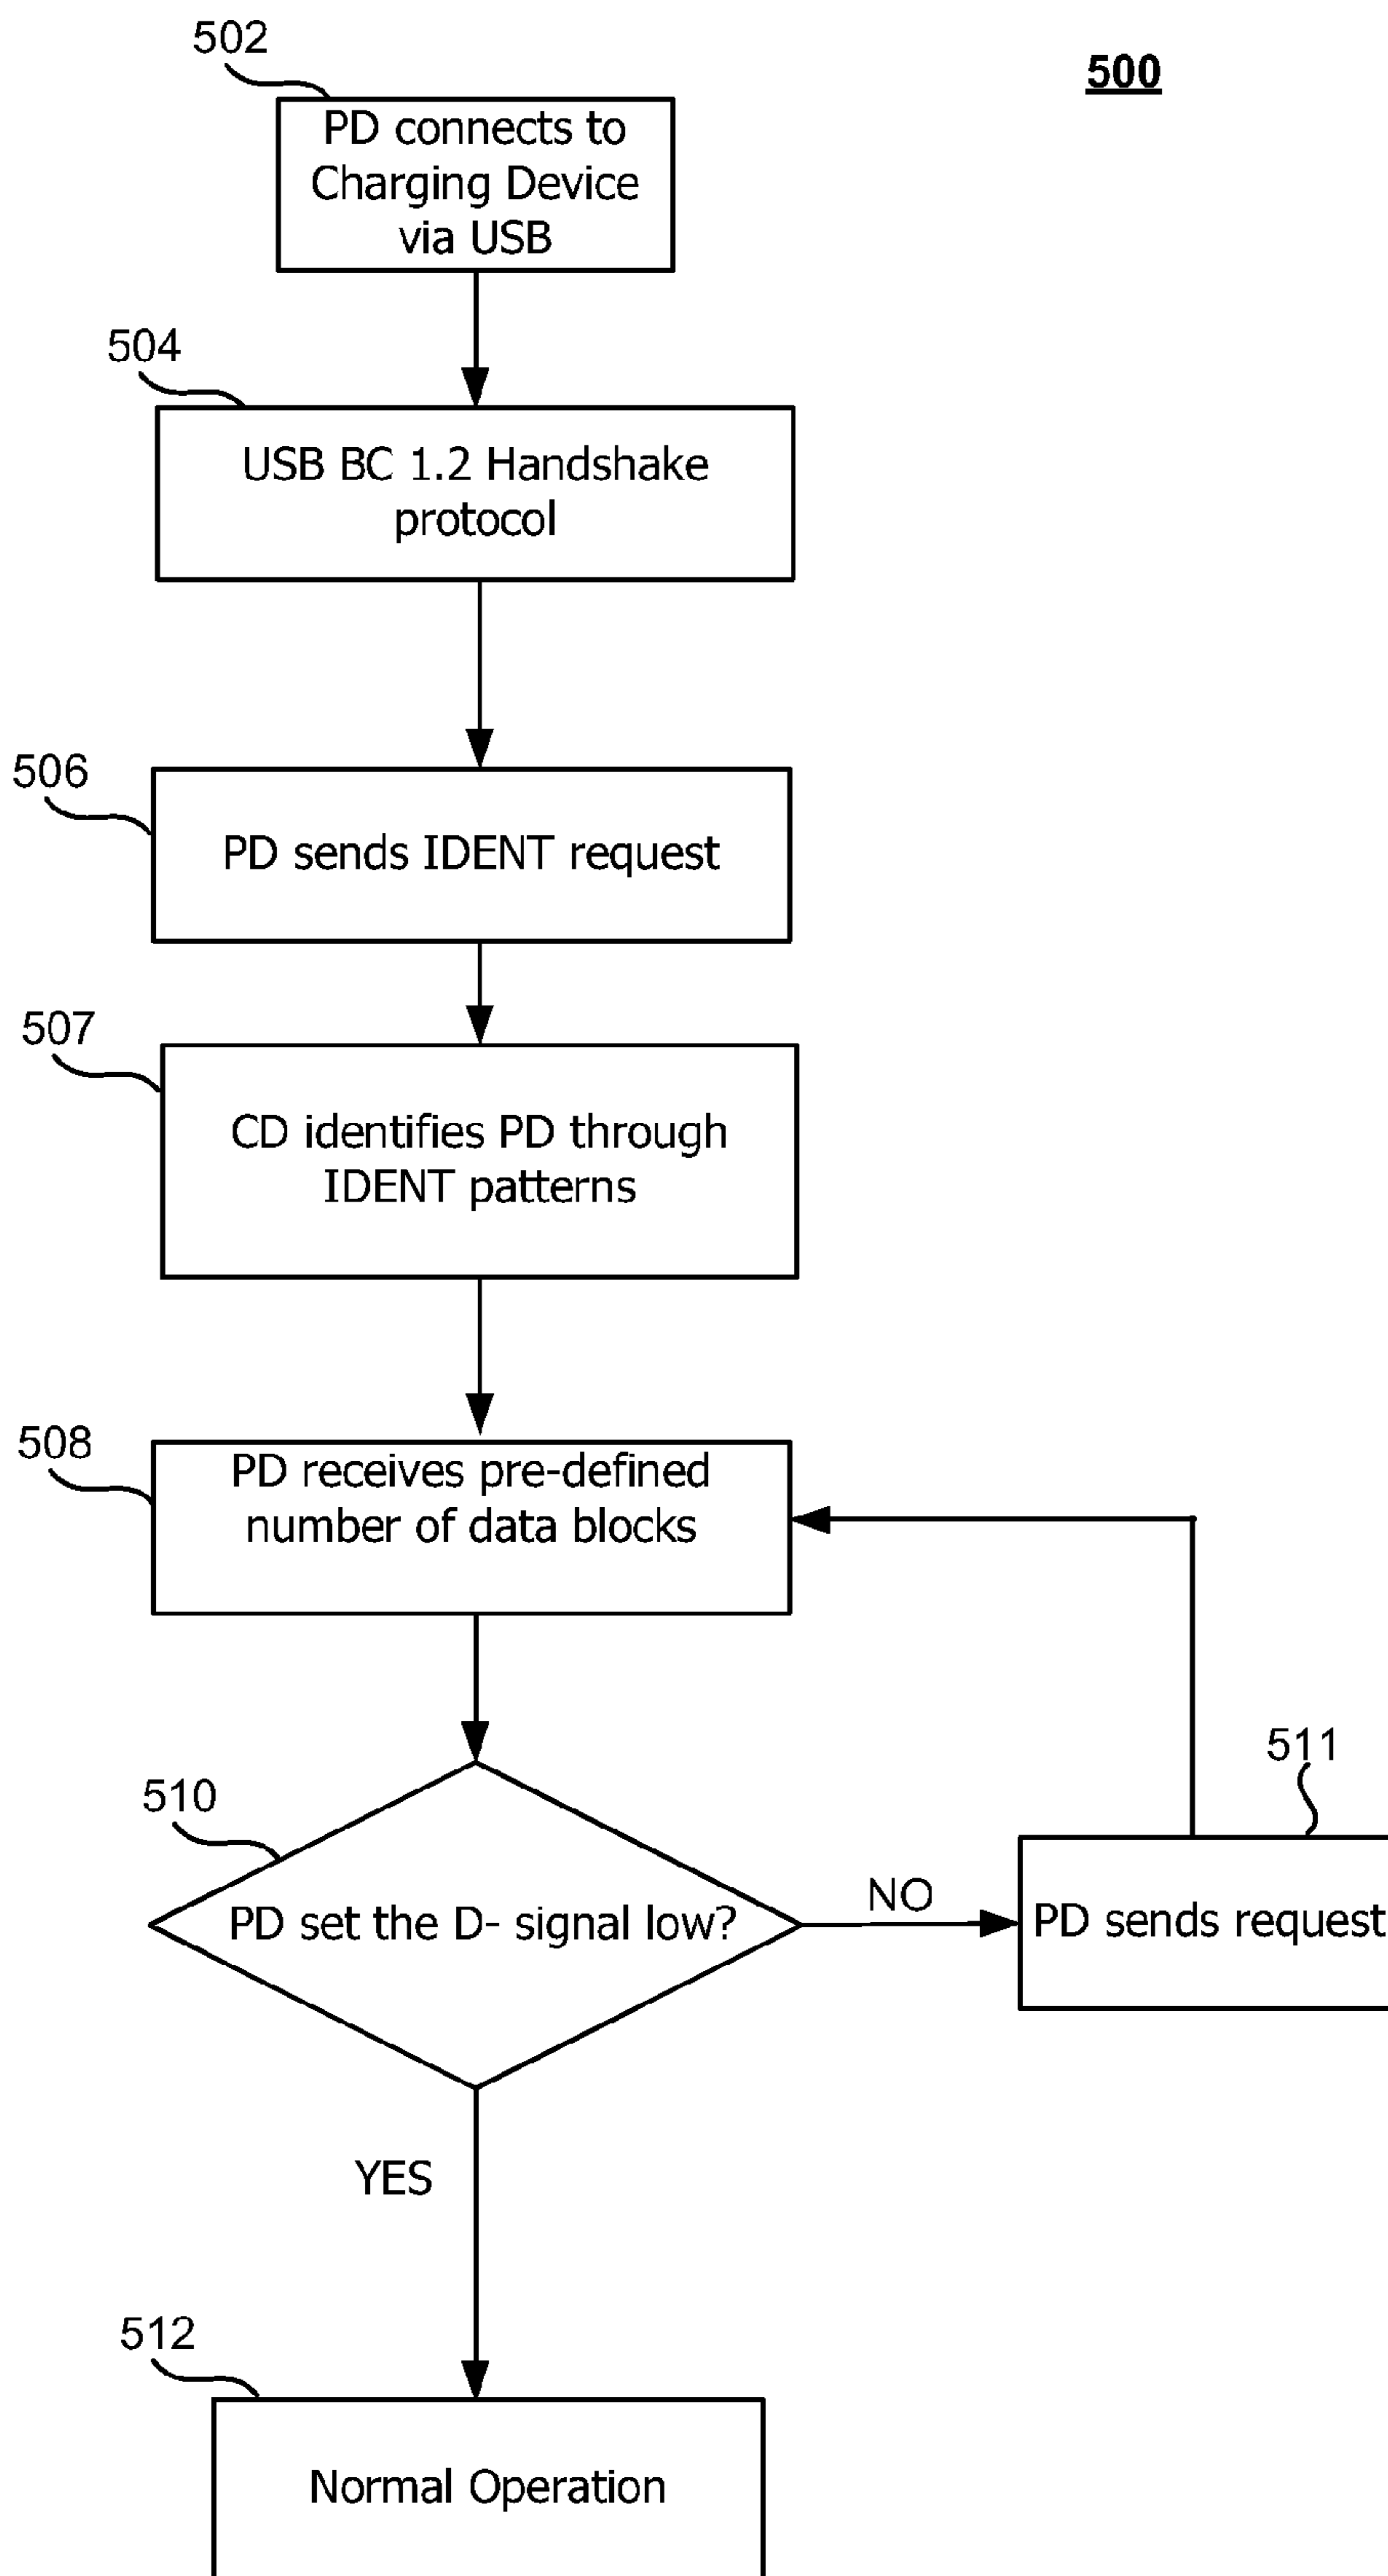 502
500
PD connects to
Charging Device
via USB
504
USB BC 1.2 Handshake
protocol
506
PD sends IDENT request
507
CD identifies PD through
IDENT patterns
508
PD receives pre-defined
number of data blocks
510
PD set the D- signal low?
NO
511
PD sends request
YES
512
Normal Operation